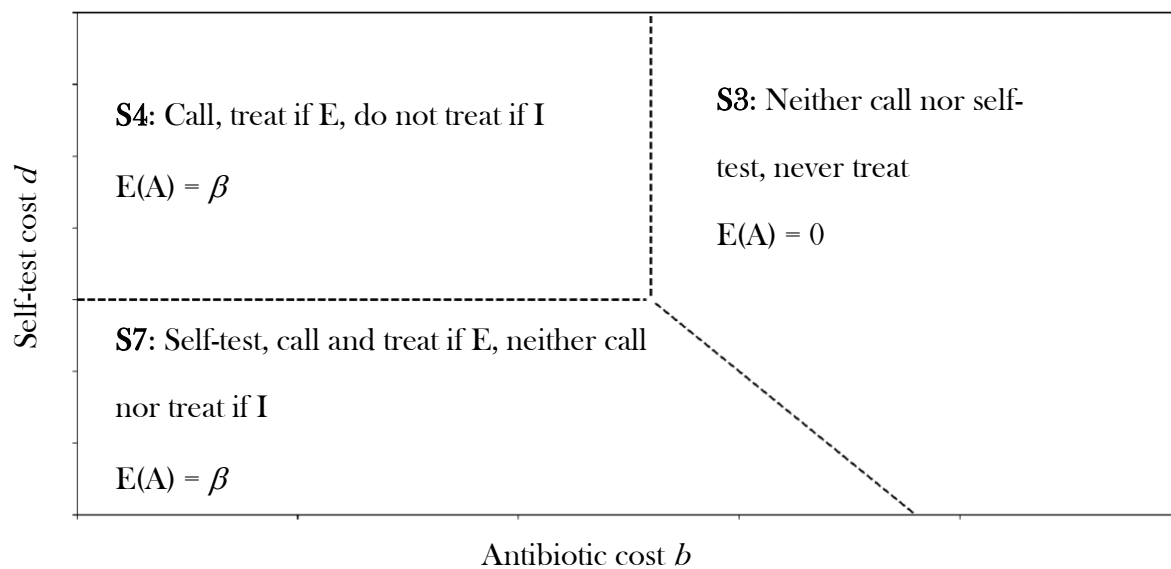 S4: Call, treat if E, do not treat if I
E(A) = β
S3: Neither call nor self-
test, never treat
E(A) = 0
Self-test cost d
S7: Self-test, call and treat if E, neither call
nor treat if I
E(A) = β
Antibiotic cost b